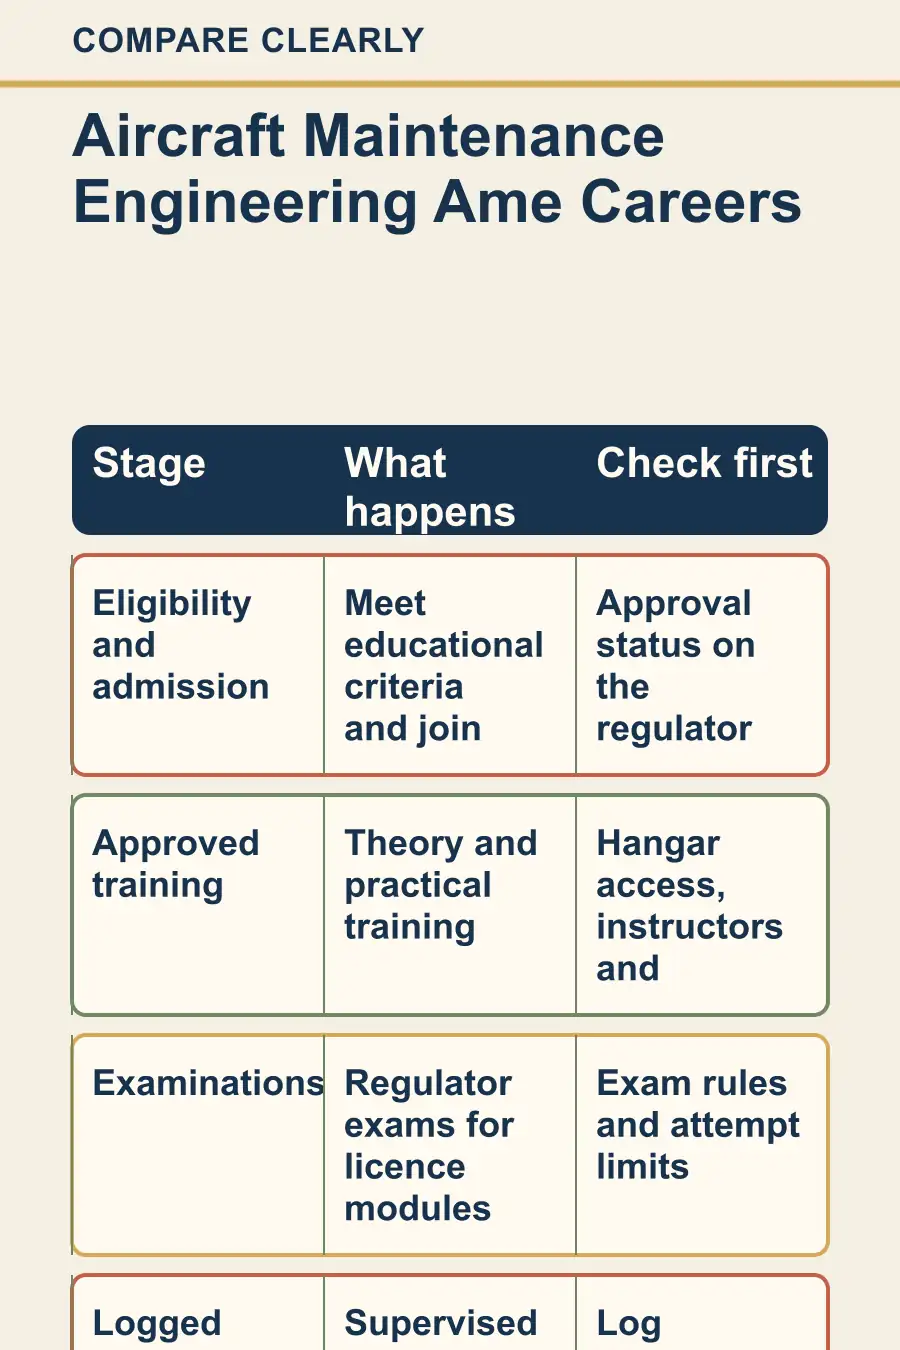 COMPARE CLEARLY
Aircraft Maintenance
Engineering Ame Careers
Stage
What
happens
Check first
Eligibility
and
admission
Meet
educational
criteria
and join
Approval
status on
the
regulator
Approved
training
Theory and
practical
training
Hangar
access,
instructors
and
Examinations
Regulator
exams for
licence
modules
Exam rules
and attempt
limits
Logged
Supervised
Log